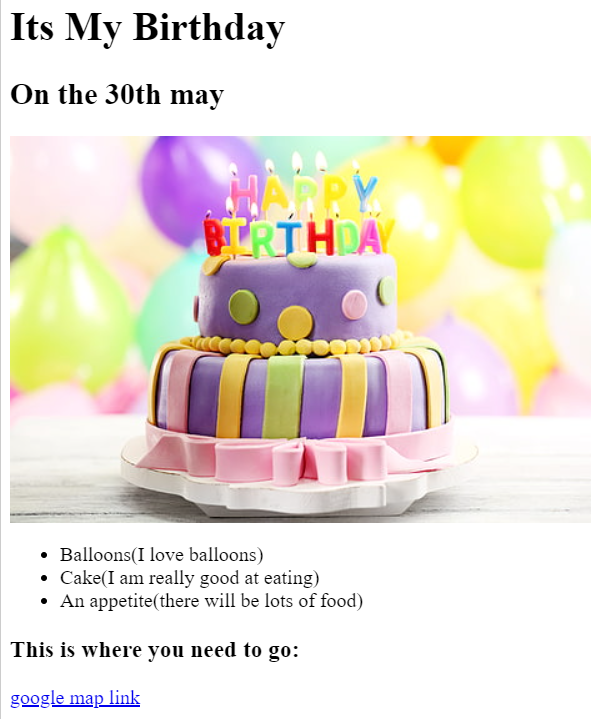 Its My Birthday
On the 30th may
HAPPY
BIRTHDAY
Balloons(I love balloons)
Cake(I am really good at eating)
An appetite(there will be lots of food)
This is where you need to go:
google map link